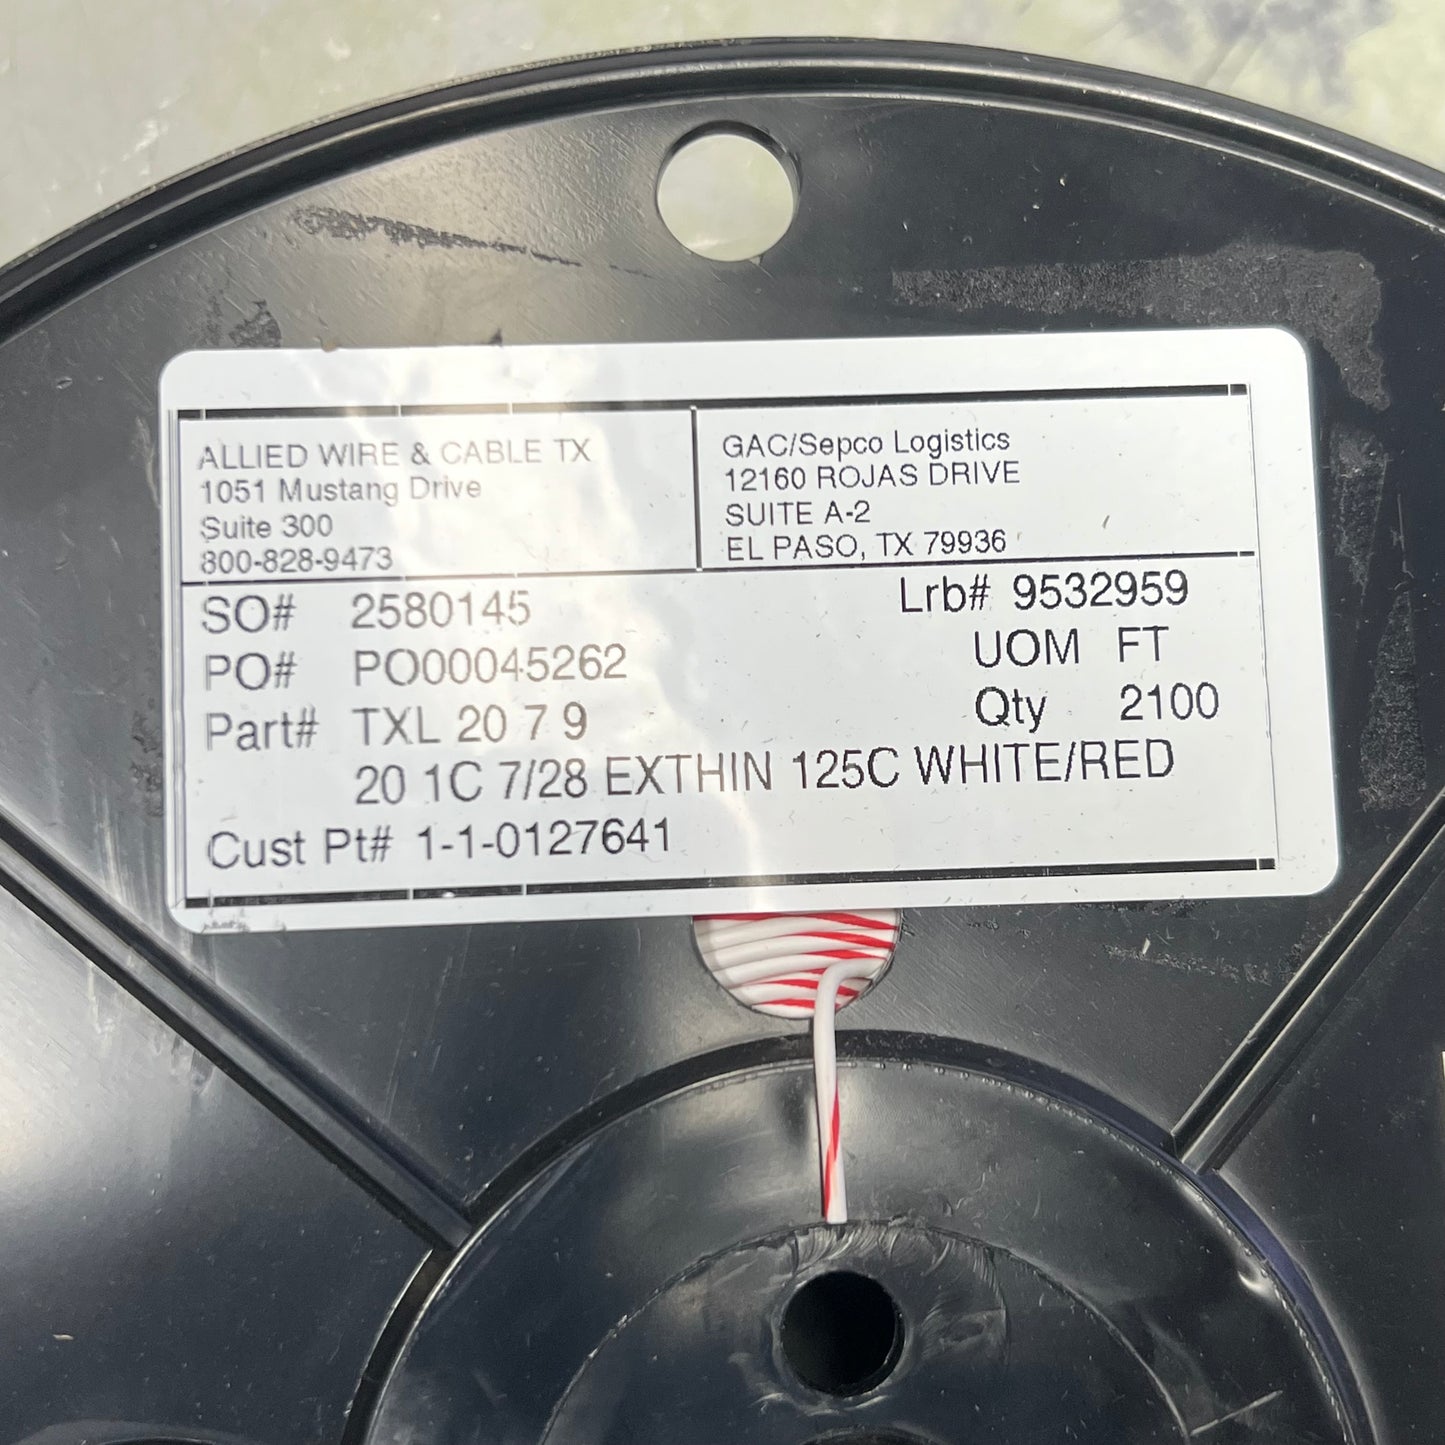 ALLIED WIRE & CABLE TX
1051 Mustang Drive
Suite 300
800-828-9473
GAC/Sepco Logistics
12160 ROJAS DRIVE
SUITE A-2
EL PASO, TX 79936
SO# 2580145
Lrb# 9532959
PO# PO00045262
UOM FT
Part# TXL 20 7 9
Qty 2100
20 1C 7/28 EXTHIN 125C WHITE/RED
Cust Pt# 1-1-0127641